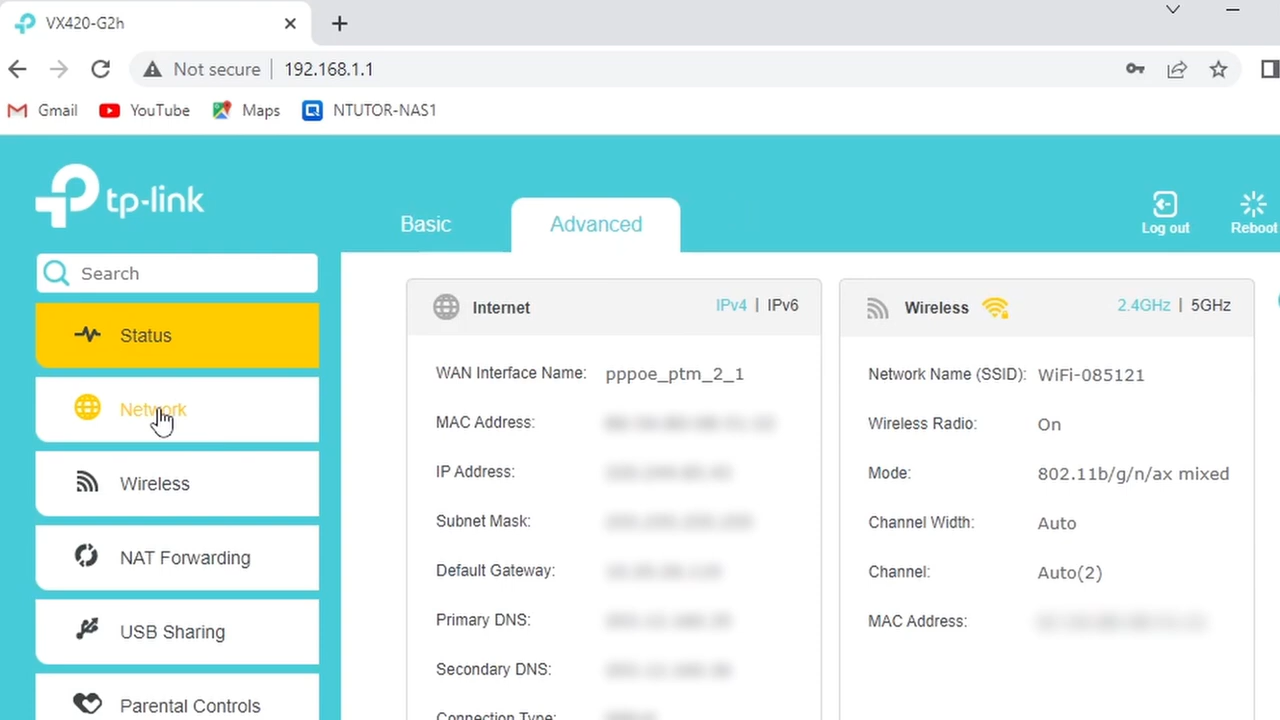 VX420-G2h
Not secure 192.168.1.1
Gmail YouTube Maps NTUTOR-NAS1
tp-link
Basic Advanced
Log out Reboot
Search
Status
Network
Wireless
NAT Forwarding
USB Sharing
Parental Controls
Internet IPv4 | IPv6
WAN Interface Name: pppoe_ptm_2_1
MAC Address:
IP Address:
Subnet Mask:
Default Gateway:
Primary DNS:
Secondary DNS:
Connection Type:
Wireless 2.4GHz | 5GHz
Network Name (SSID): WiFi-085121
Wireless Radio: On
Mode: 802.11b/g/n/ax mixed
Channel Width: Auto
Channel: Auto(2)
MAC Address: